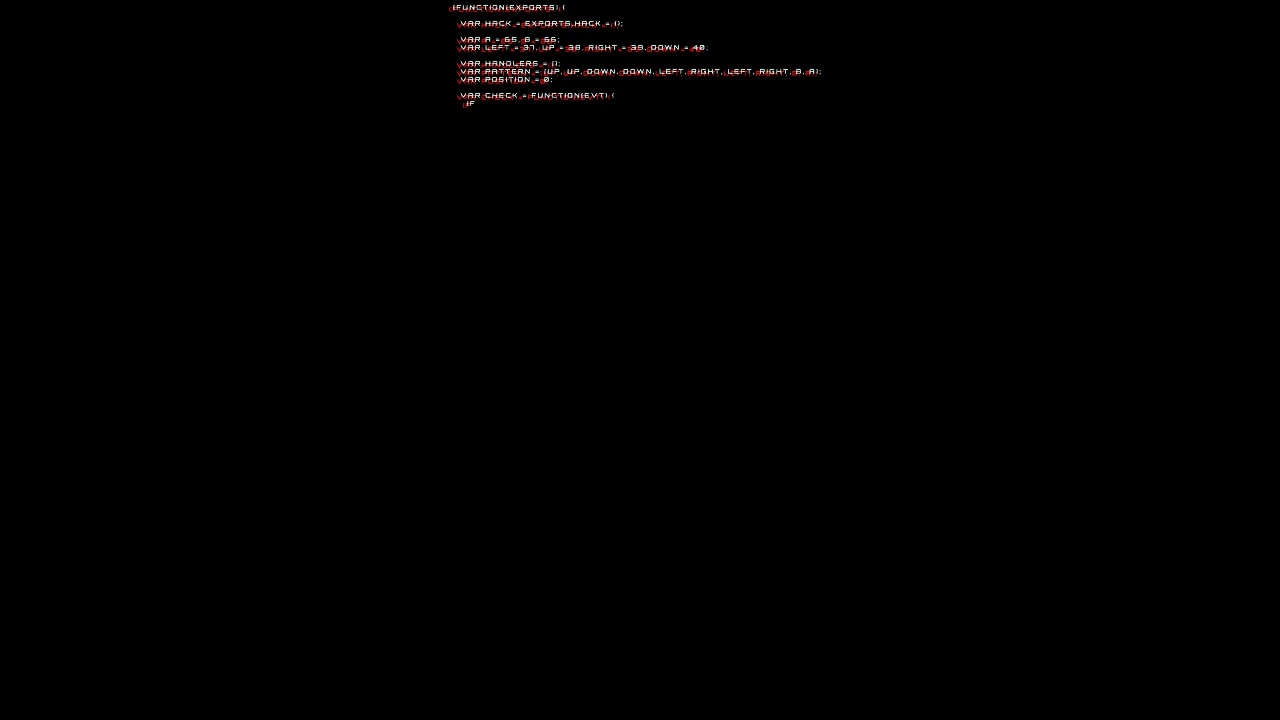 (FUNCTION(EXPORTS) {
VAR HACK = EXPORTS.HACK = {};
VAR A = 65, B = 66;
VAR LEFT = 37, UP = 38, RIGHT = 39, DOWN = 40;
VAR HANDLERS = {};
VAR PATTERN = [UP, UP, DOWN, DOWN, LEFT, RIGHT, LEFT, RIGHT, B, A];
VAR POSITION = 0;
VAR CHECK = FUNCTION(EVT) {
IF